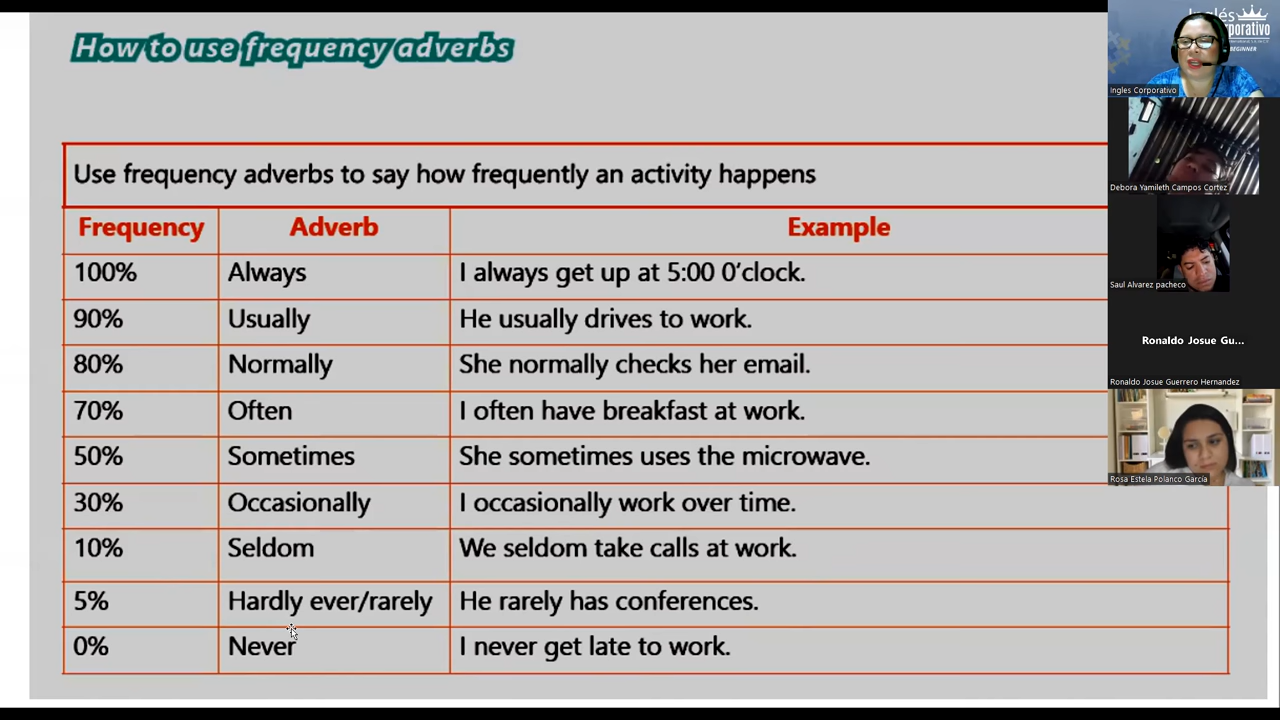 How to use frequency adverbs
Use frequency adverbs to say how frequently an activity happens
Frequency Adverb Example
100% Always I always get up at 5:00 0’clock.
90% Usually He usually drives to work.
80% Normally She normally checks her email.
70% Often I often have breakfast at work.
50% Sometimes She sometimes uses the microwave.
30% Occasionally I occasionally work over time.
10% Seldom We seldom take calls at work.
5% Hardly ever/rarely He rarely has conferences.
0% Never I never get late to work.
Inglés
BEGINNER
Ingles Corporativo
Debora Yamileth Campos Cortez
Saul Alvarez pacheco
Ronaldo Josue Gu...
Ronaldo Josue Guerrero Hernandez
Rosa Estela Polanco García